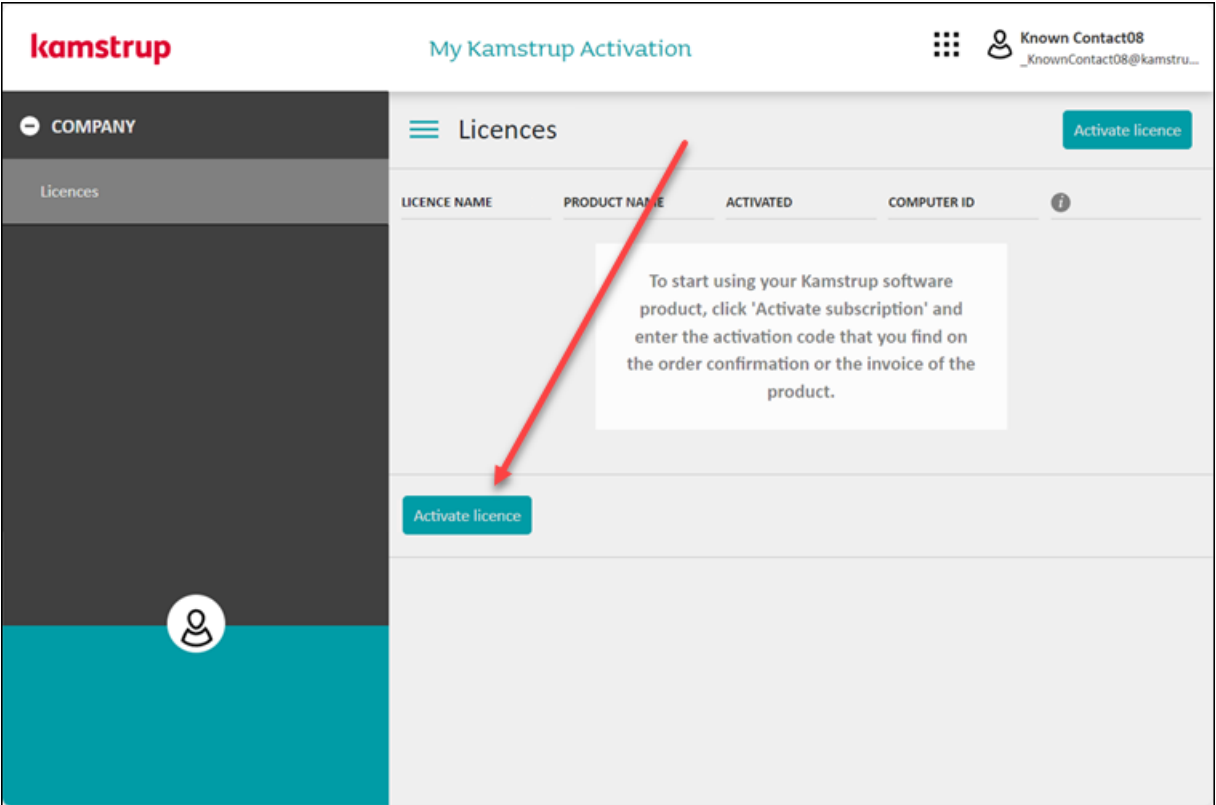 kamstrup
My Kamstrup Activation
Known Contact08
_KnownContact08@kamstru...
COMPANY
Licences
Licences
Activate licence
LICENCE NAME
PRODUCT NAME
ACTIVATED
COMPUTER ID
i
To start using your Kamstrup software
product, click 'Activate subscription' and
enter the activation code that you find on
the order confirmation or the invoice of the
product.
Activate licence